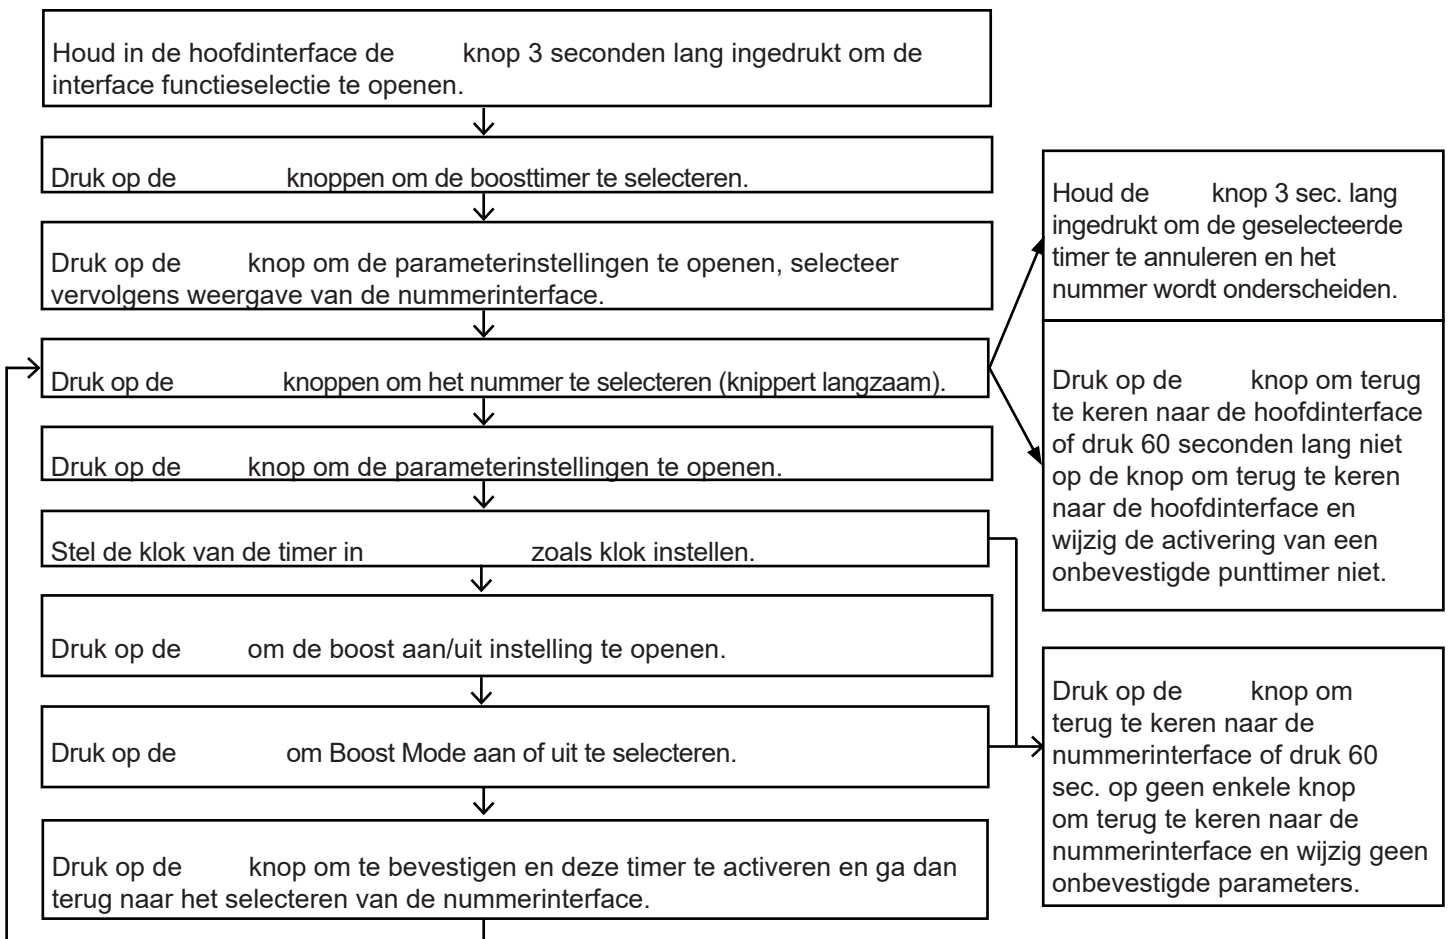 Houd in de hoofdinterface de knop 3 seconden lang ingedrukt om de
interface functieselectie te openen.
Druk op de knoppen om de boosttimer te selecteren.
Druk op de knop om de parameterinstellingen te openen, selecteer
vervolgens weergave van de nummerinterface.
Druk op de knoppen om het nummer te selecteren (knippert langzaam).
Druk op de knop om de parameterinstellingen te openen.
Stel de klok van de timer in zoals klok instellen.
Druk op de om de boost aan/uit instelling te openen.
Druk op de om Boost Mode aan of uit te selecteren.
Druk op de knop om te bevestigen en deze timer te activeren en ga dan
terug naar het selecteren van de nummerinterface.
Houd de knop 3 sec. lang
ingedrukt om de geselecteerde
timer te annuleren en het
nummer wordt onderscheiden.
Druk op de knop om terug
te keren naar de hoofdinterface
of druk 60 seconden lang niet
op de knop om terug te keren
naar de hoofdinterface en
wijzig de activering van een
onbevestigde punttimer niet.
Druk op de knop om
terug te keren naar de
nummerinterface of druk 60
sec. op geen enkele knop
om terug te keren naar de
nummerinterface en wijzig geen
onbevestigde parameters.